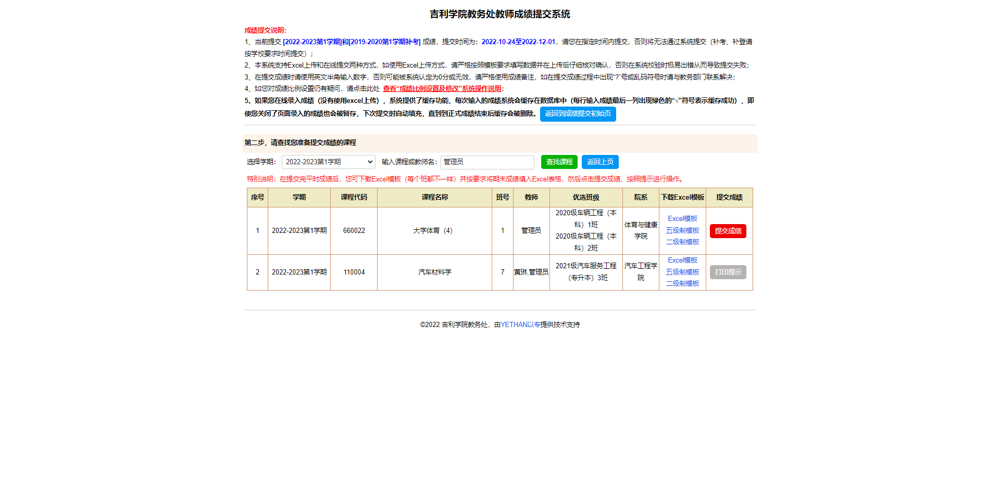 吉利学院教务处教师成绩提交系统
成绩提交说明：
1、当前提交 [2022-2023第1学期]和[2019-2020第1学期补考] 成绩，提交时间为：2022-10-24至2022-12-01，请您在指定时间内提交，否则将无法通过系统提交（补考、补登请
按学校要求时间提交）；
2、本系统支持Excel上传和在线提交两种方式，如使用Excel上传方式，请严格按照模板要求填写数据并在上传后仔细核对确认，否则在系统校验时极易出错从而导致提交失败；
3、在提交成绩时请使用英文半角输入数字，否则可能被系统认定为0分或无效，请严格使用成绩备注，如在提交成绩过程中出现“?”号或乱码符号时请与教务部门联系解决；
4、如您对成绩比例设置仍有疑问，请点击此处 查看“成绩比例设置及修改”系统操作说明；
5、如果您在线录入成绩（没有使用excel上传），系统提供了缓存功能，每次输入的成绩系统会缓存在数据库中（每行输入成绩最后一列出现绿色的“√”符号表示缓存成功），即
使您关闭了页面录入的成绩也会被暂存，下次提交时自动填充，直到到正式成绩结束后缓存会被删除。 返回到成绩提交初始页
第二步，请查找您准备提交成绩的课程
选择学期： 2022-2023第1学期 输入课程或教师名： 管理员 查找课程 返回上页
特别说明：在提交完平时成绩后，您可下载Excel模板（每个班都不一样）并按要求将期末成绩填入Excel表格，然后点击提交成绩，按照提示进行操作。
序号 学期 课程代码 课程名称 班号 教师 优选班级 院系 下载Excel模板 提交成绩
1 2022-2023第1学期 660022 大学体育（4） 1 管理员
2020级车辆工程（本
科）1班
2020级车辆工程（本
科）2班
体育与健康
学院
Excel模板
五级制模板
二级制模板
提交成绩
2 2022-2023第1学期 110004 汽车材料学 7 黄琳,管理员
2021级汽车服务工程
（专升本）3班
汽车工程学
院
Excel模板
五级制模板
二级制模板
打印提示
©2022 吉利学院教务处，由YETHAN以专提供技术支持